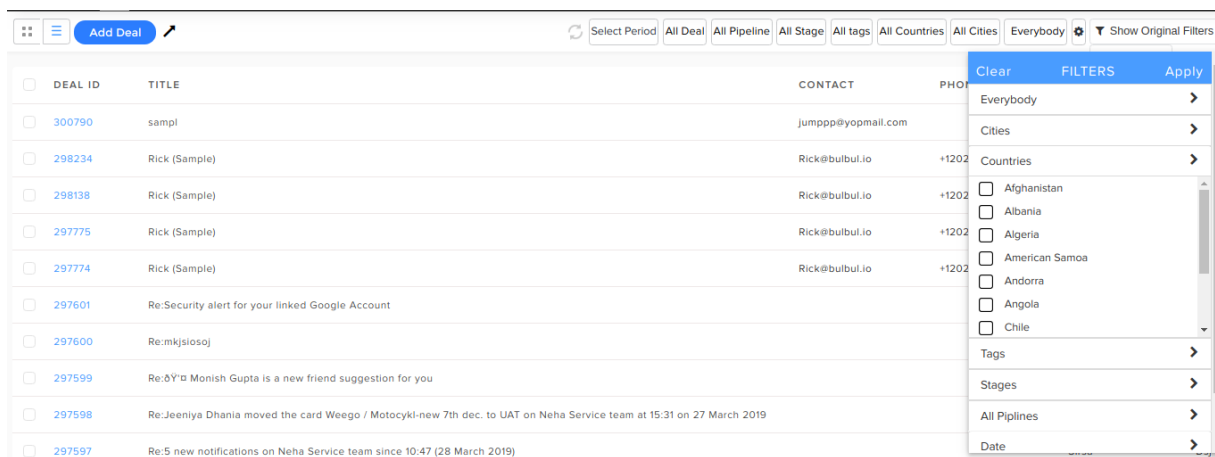 Add Deal Select Period All Deal All Pipeline All Stage All tags All Countries All Cities Everybody Show Original Filters
Clear FILTERS Apply
DEAL ID TITLE CONTACT
Everybody
300790 sampl jumppp@yopmail.com
Cities
298234 Rick (Sample) Rick@bulbul.io +1202
Countries
298138 Rick (Sample) Rick@bulbul.io +1202
Afghanistan
Albania
297775 Rick (Sample) Rick@bulbul.io +1202
Algeria
American Samoa
297774 Rick (Sample) Rick@bulbul.io +1202
Andorra
297601 Re:Security alert for your linked Google Account
Angola
Chile
297600 Re:mkjsiosoj
Tags
297599 Re:ðŸ'¤ Monish Gupta is a new friend suggestion for you
Stages
297598 Re:Jeeniya Dhania moved the card Weego / Motocykl-new 7th dec. to UAT on Neha Service team at 15:31 on 27 March 2019
All Piplines
Date
297597 Re:5 new notifications on Neha Service team since 10:47 (28 March 2019)